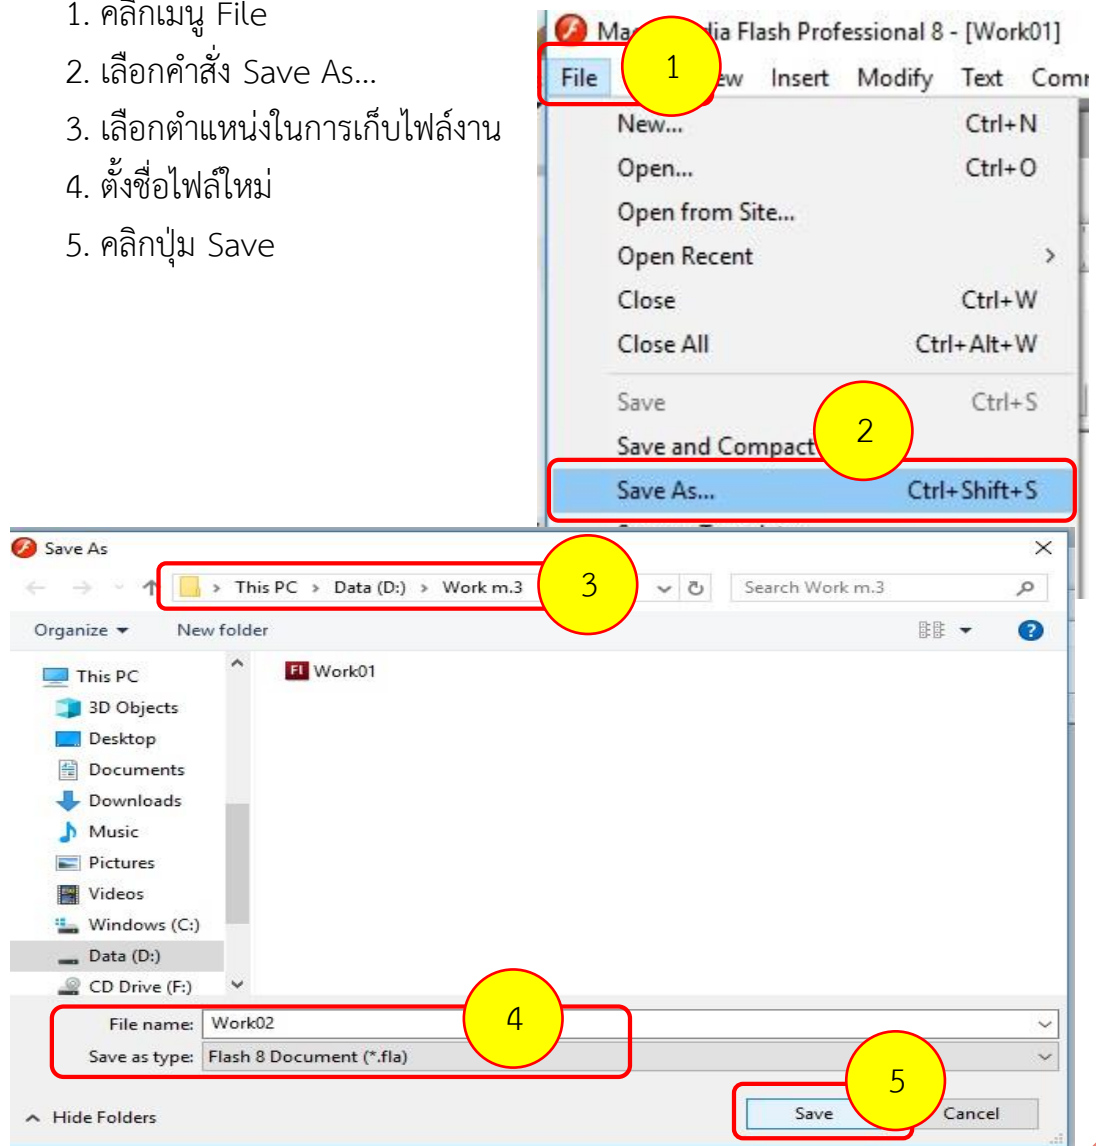 1. คลิกเมนู File
2. เลือกคำสั่ง Save As...
3. เลือกตำแหน่งในการเก็บไฟล์งาน
4. ตั้งชื่อไฟล์ใหม่
5. คลิกปุ่ม Save
Flash Professional 8 - [Work01]
File 1 Insert Modify Text
New... Ctrl+N
Open... Ctrl+O
Open from Site...
Open Recent >
Close Ctrl+W
Close All Ctrl+Alt+W
Save Ctrl+S
Save and Compact 2
Save As... Ctrl+Shift+S
Save As
This PC > Data (D:) > Work m.3 3 Search Work m.3
Organize New folder
This PC
Work01
3D Objects
Desktop
Documents
Downloads
Music
Pictures
Videos
Windows (C:)
Data (D:)
CD Drive (F:)
File name: Work02 4
Save as type: Flash 8 Document (*.fla)
5
Hide Folders Save Cancel